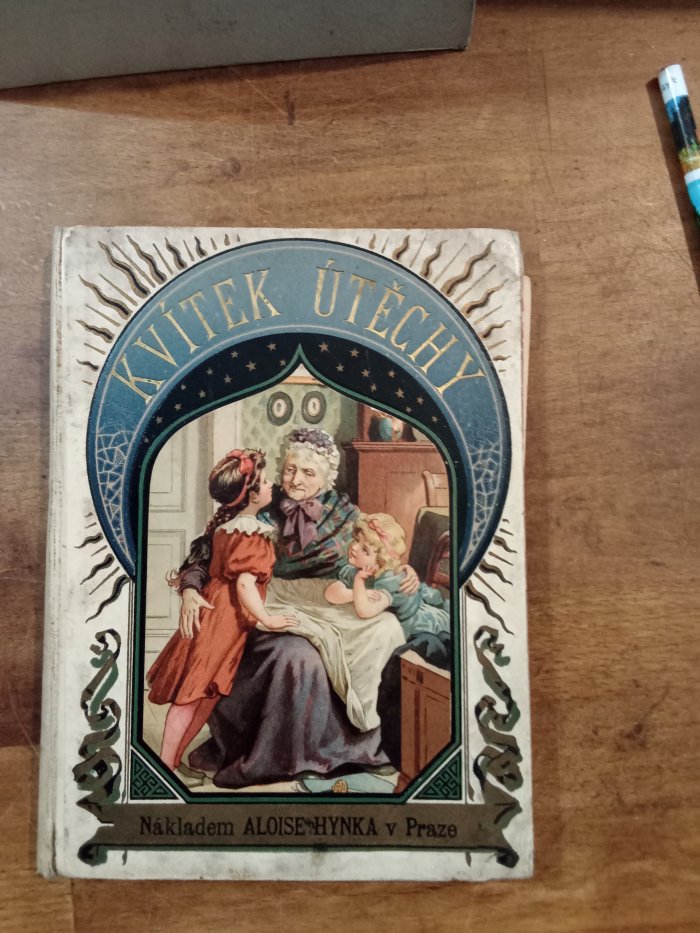 KVÍTEK ÚTĚCHY
Nákladem ALOISE HYNKA v Praze